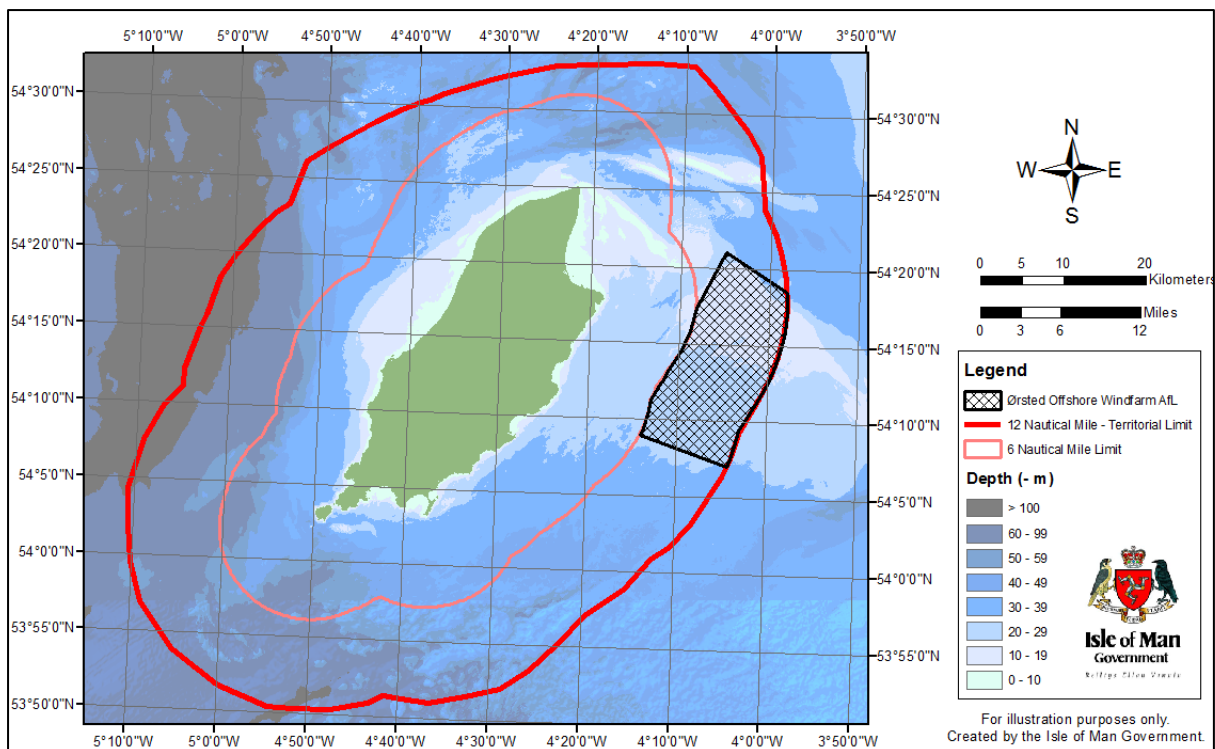 5°10'0"W 5°0'0"W 4°50'0"W 4°40'0"W 4°30'0"W 4°20'0"W 4°10'0"W 4°0'0"W 3°50'0"W
54°30'0"N
54°25'0"N
54°20'0"N
54°15'0"N
54°10'0"N
54°5'0"N
54°0'0"N
53°55'0"N
53°50'0"N
54°30'0"N
54°25'0"N
54°20'0"N
54°15'0"N
54°10'0"N
54°5'0"N
54°0'0"N
53°55'0"N
5°10'0"W 5°0'0"W 4°50'0"W 4°40'0"W 4°30'0"W 4°20'0"W 4°10'0"W 4°0'0"W 3°50'0"W
N
W E
S
0 5 10 20
Kilometers
Miles
0 3 6 12
Legend
Ørsted Offshore Windfarm AfL
12 Nautical Mile - Territorial Limit
6 Nautical Mile Limit
Depth (- m)
> 100
60 - 99
50 - 59
40 - 49
30 - 39
20 - 29
10 - 19
0 - 10
Isle of Man
Government
Reiltys Ellan Vannin
For illustration purposes only.
Created by the Isle of Man Government.